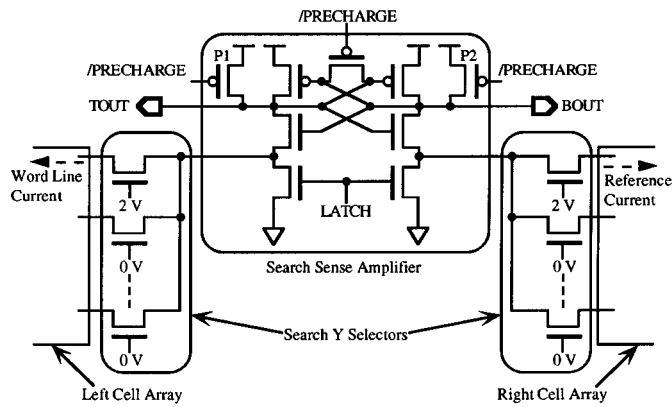 /PRECHARGE
P1
P2
/PRECHARGE
/PRECHARGE
TOUT
BOUT
Word Line
Current
Reference
Current
2 V
LATCH
2 V
0 V
0 V
Search Sense Amplifier
Search Y Selectors
0 V
0 V
Left Cell Array
Right Cell Array